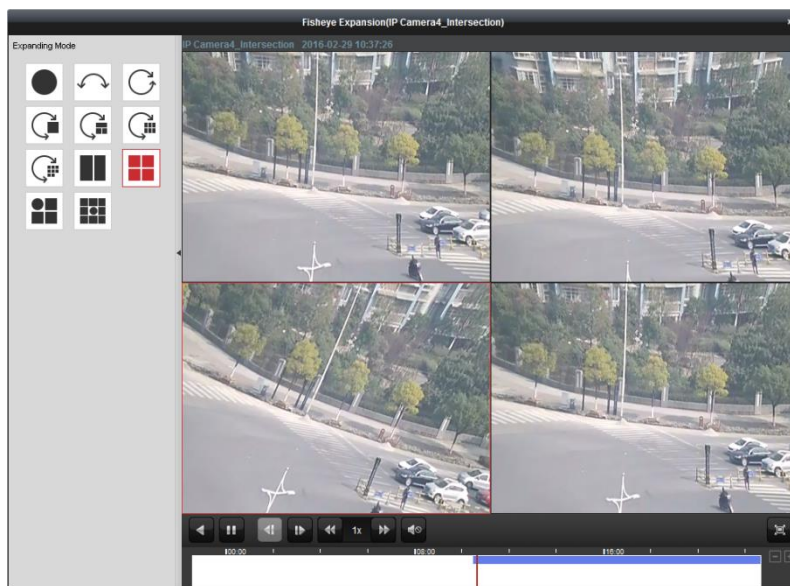 Fisheye Expansion(IP Camera4_Intersection)
Expanding Mode
IP Camera4_Intersection 2016-02-29 10:37:26
1x
00:00 08:00 16:00